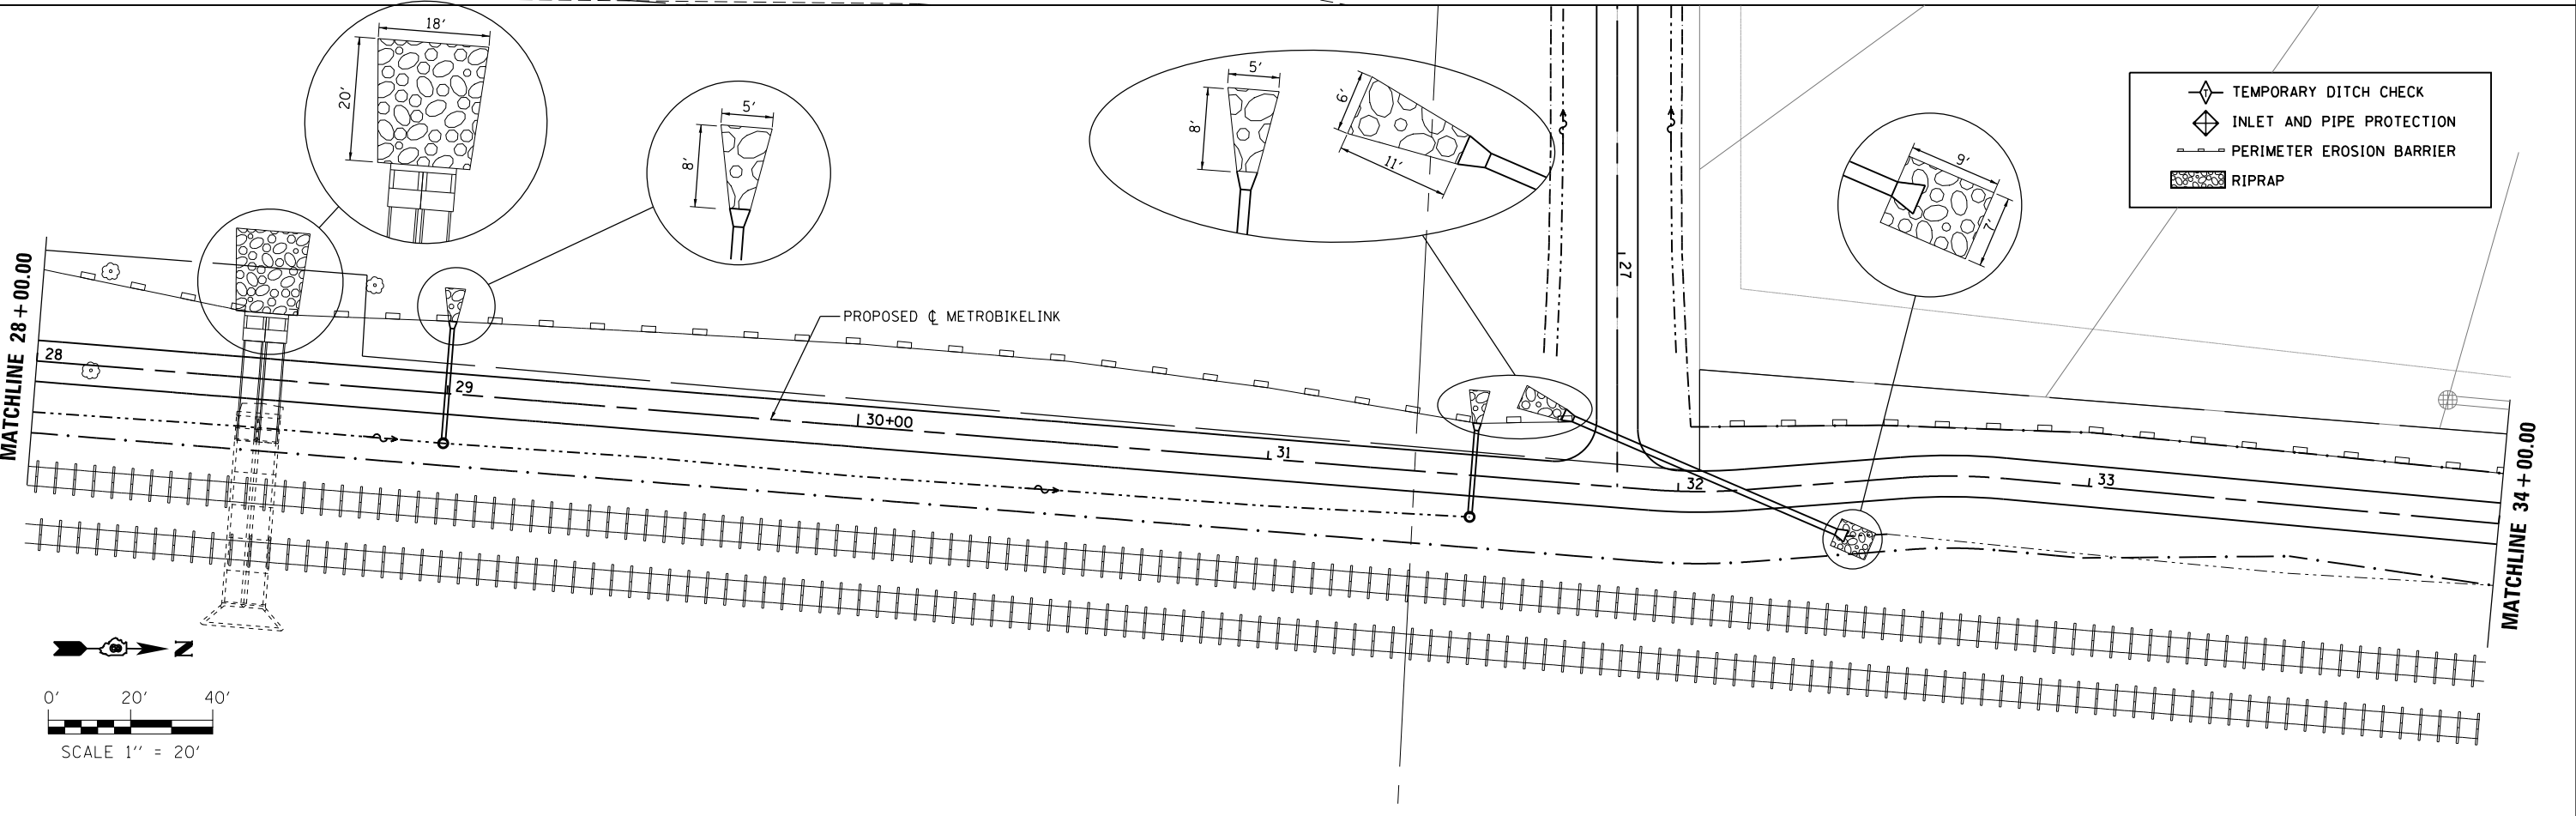 18'
20'
5'
8'
5'
8'
6'
11'
9'
7'
TEMPORARY DITCH CHECK
INLET AND PIPE PROTECTION
PERIMETER EROSION BARRIER
RIPRAP
MATCHLINE 28+00.00
28
29
PROPOSED ℄ METROBIKELINK
30+00
31
27
32
33
MATCHLINE 34+00.00
N
0' 20' 40'
SCALE 1'' = 20'